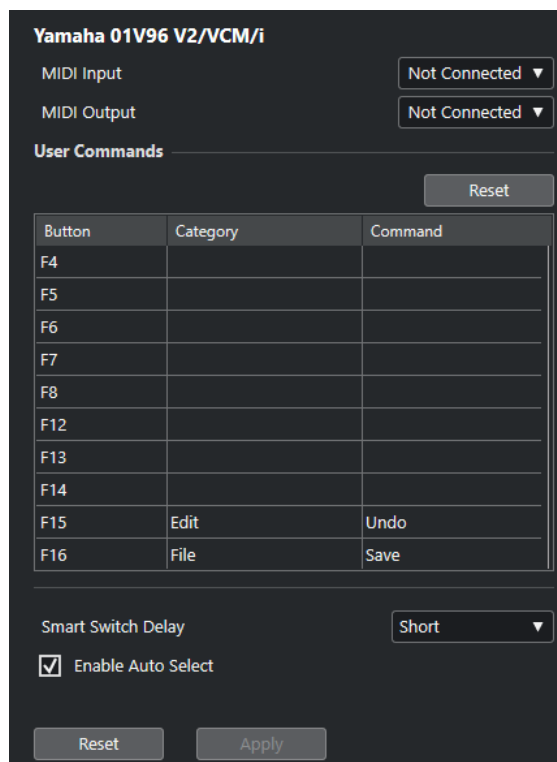 Yamaha 01V96 V2/VCM/i
MIDI Input Not Connected
MIDI Output Not Connected
User Commands
Reset
Button Category Command
F4
F5
F6
F7
F8
F12
F13
F14
F15 Edit Undo
F16 File Save
Smart Switch Delay Short
Enable Auto Select
Reset Apply